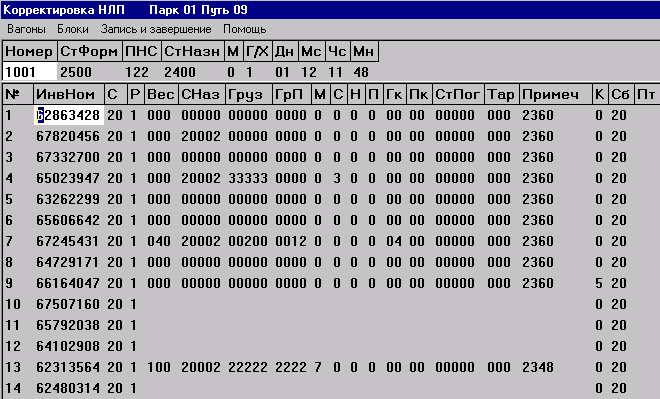 Корректировка НЛП Парк 01 Путь 09
Вагоны Блоки Запись и завершение Помощь
Номер СтФорм ПНС СтНазн М Г/Х Дн Мс Чс Мн
1001 2500 122 2400 0 1 01 12 11 48
№ ИнвНом С Р Вес СНаз Груз ГрП М С Н П Гк Пк СтПог Тар Примеч К Сб Пт
1 62863428 20 1 000 00000 00000 0000 0 0 0 0 00 00 00000 000 2360 0 20
2 67820456 20 1 000 20002 00000 0000 0 0 0 0 00 00 00000 000 2360 0 20
3 67332700 20 1 000 00000 00000 0000 0 0 0 0 00 00 00000 000 2360 0 20
4 65023947 20 1 000 20002 33333 0000 0 3 0 0 00 00 00000 000 2360 0 20
5 63262299 20 1 000 00000 00000 0000 0 0 0 0 00 00 00000 000 2360 0 20
6 65606642 20 1 000 00000 00000 0000 0 0 0 0 00 00 00000 000 2360 0 20
7 67245431 20 1 040 20002 00200 0012 0 0 0 0 04 00 00000 000 2360 0 20
8 64729171 20 1 000 00000 00000 0000 0 0 0 0 00 00 00000 000 2360 0 20
9 66164047 20 1 000 00000 00000 0000 0 0 0 0 00 00 00000 000 2360 5 20
10 67507160 20 1 0 20
11 65792038 20 1 0 20
12 64102908 20 1 0 20
13 62313564 20 1 100 20002 22222 2222 7 0 0 0 00 00 00000 000 2348 0 20
14 62480314 20 1 0 20